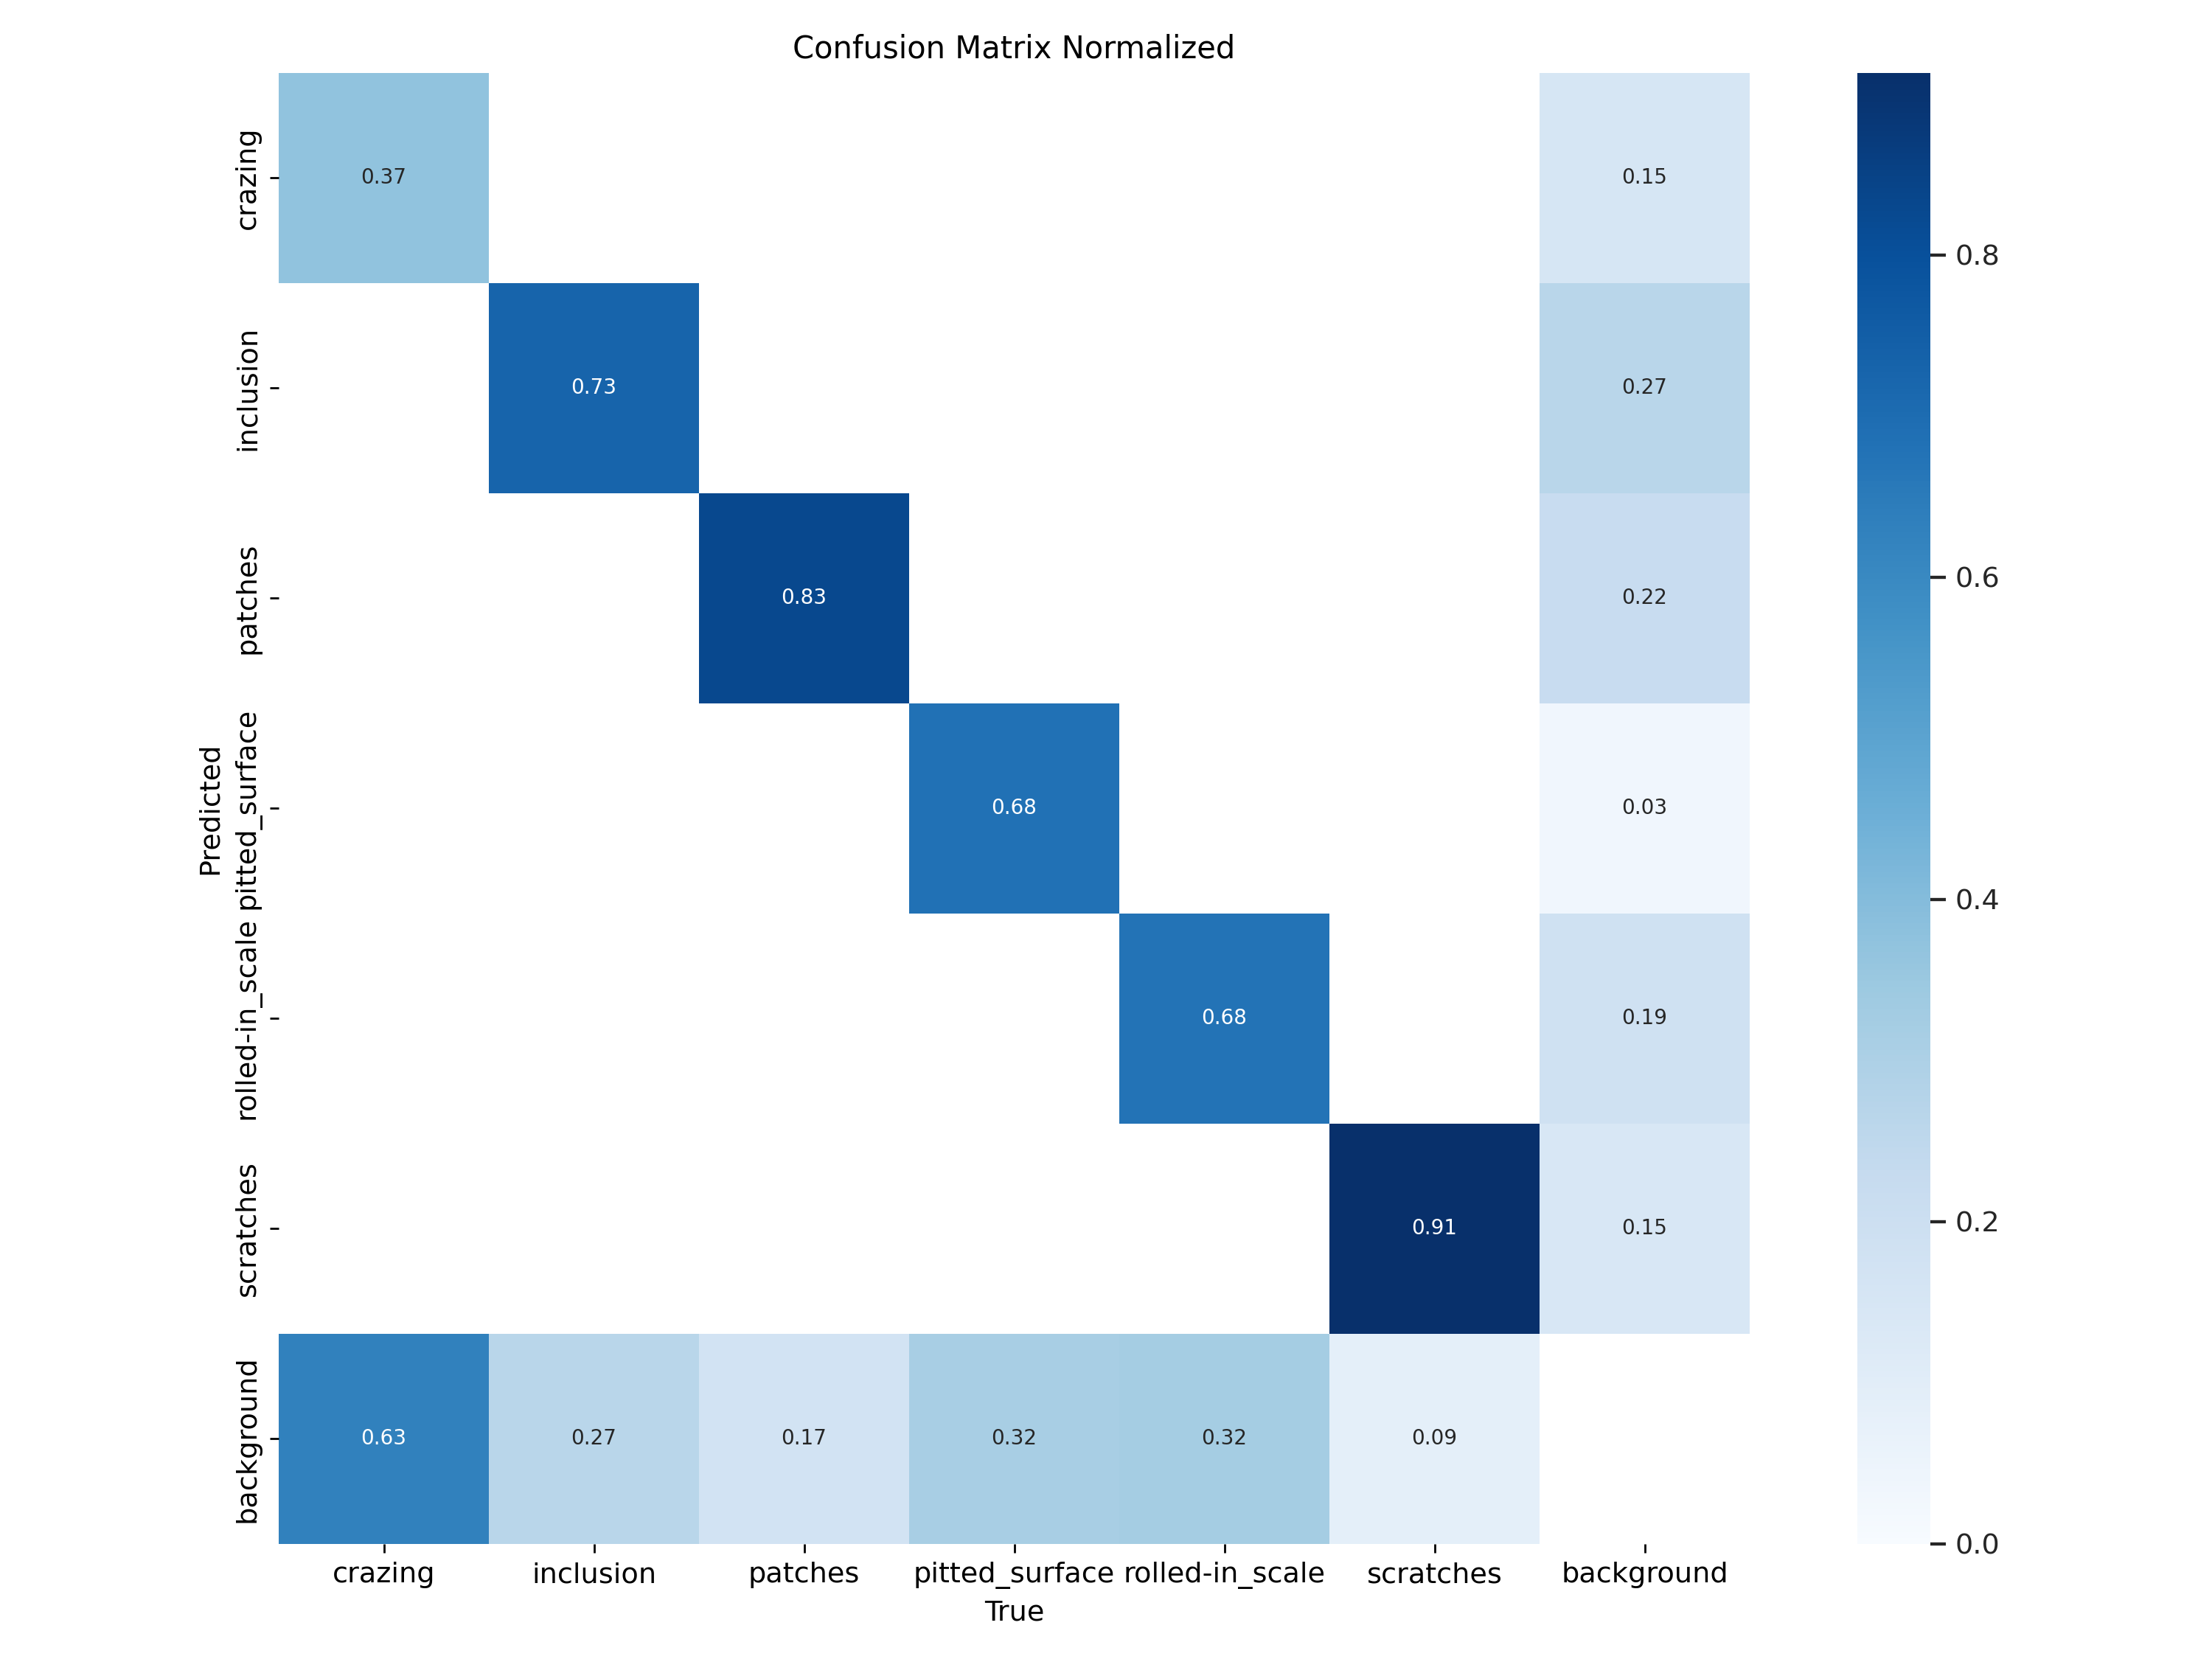 Confusion Matrix Normalized
crazing
0.37
0.15
inclusion
0.73
0.27
patches
0.83
0.22
pitted_surface
0.68
0.03
rolled-in_scale
0.68
0.19
scratches
0.91
0.15
background
0.63
0.27
0.17
0.32
0.32
0.09
Predicted
crazing
inclusion
patches
pitted_surface
rolled-in_scale
scratches
background
True
0.8
0.6
0.4
0.2
0.0